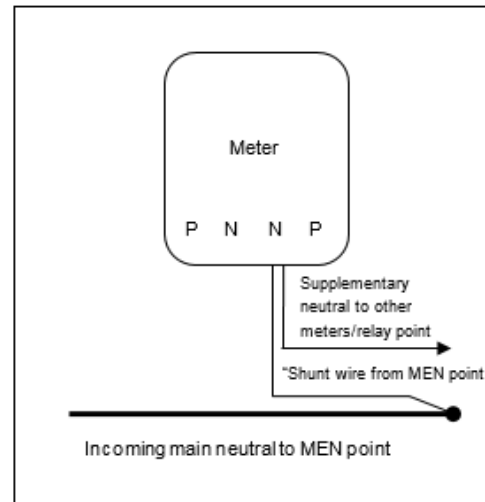 Meter
P N N P
Supplementary
neutral to other
meters/relay point
"Shunt wire from MEN point
Incoming main neutral to MEN point